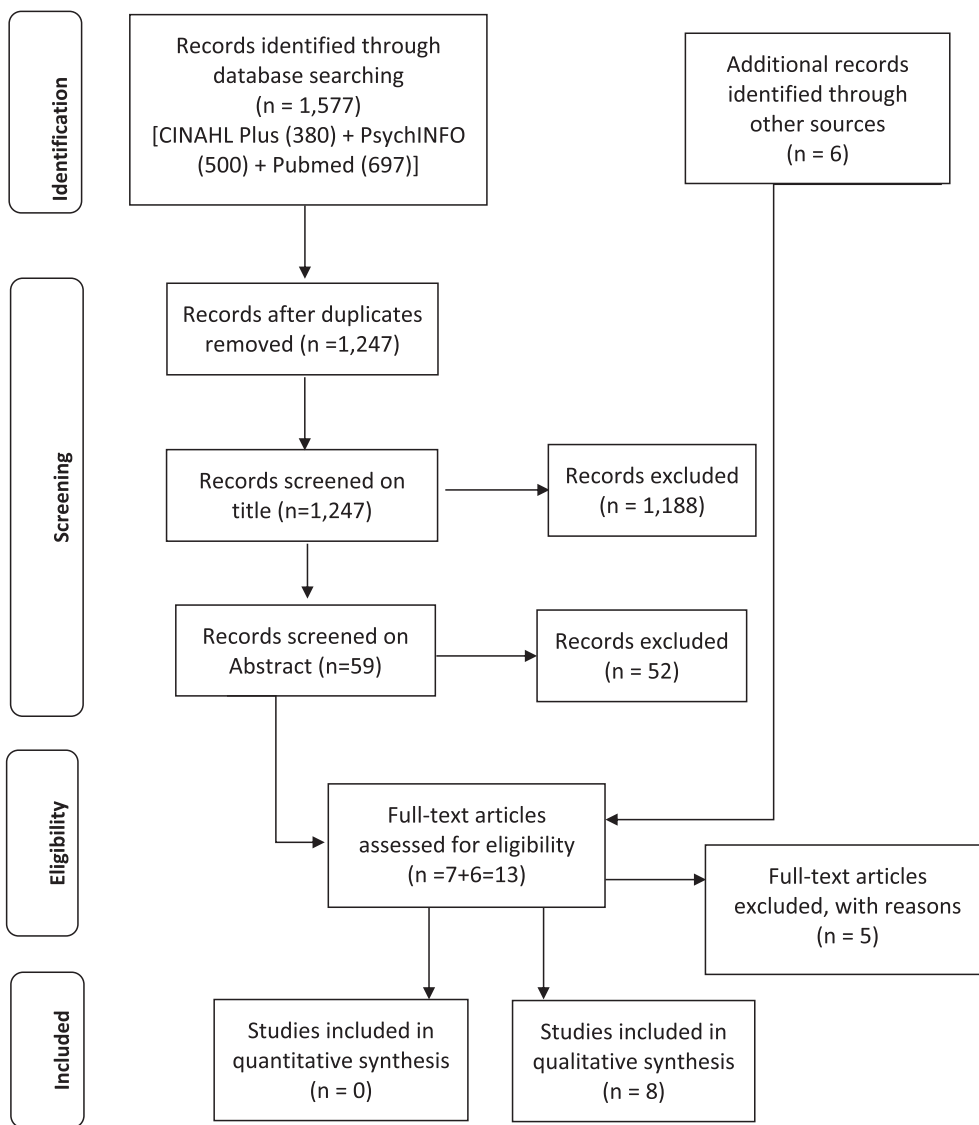 Identification
Records identified through
database searching
(n = 1,577)
[CINAHL Plus (380) + PsychINFO
(500) + Pubmed (697)]
Additional records
identified through
other sources
(n = 6)
Screening
Records after duplicates
removed (n =1,247)
Records screened on
title (n=1,247)
Records excluded
(n = 1,188)
Records screened on
Abstract (n=59)
Records excluded
(n = 52)
Eligibility
Full-text articles
assessed for eligibility
(n =7+6=13)
Full-text articles
excluded, with reasons
(n = 5)
Included
Studies included in
quantitative synthesis
(n = 0)
Studies included in
qualitative synthesis
(n = 8)